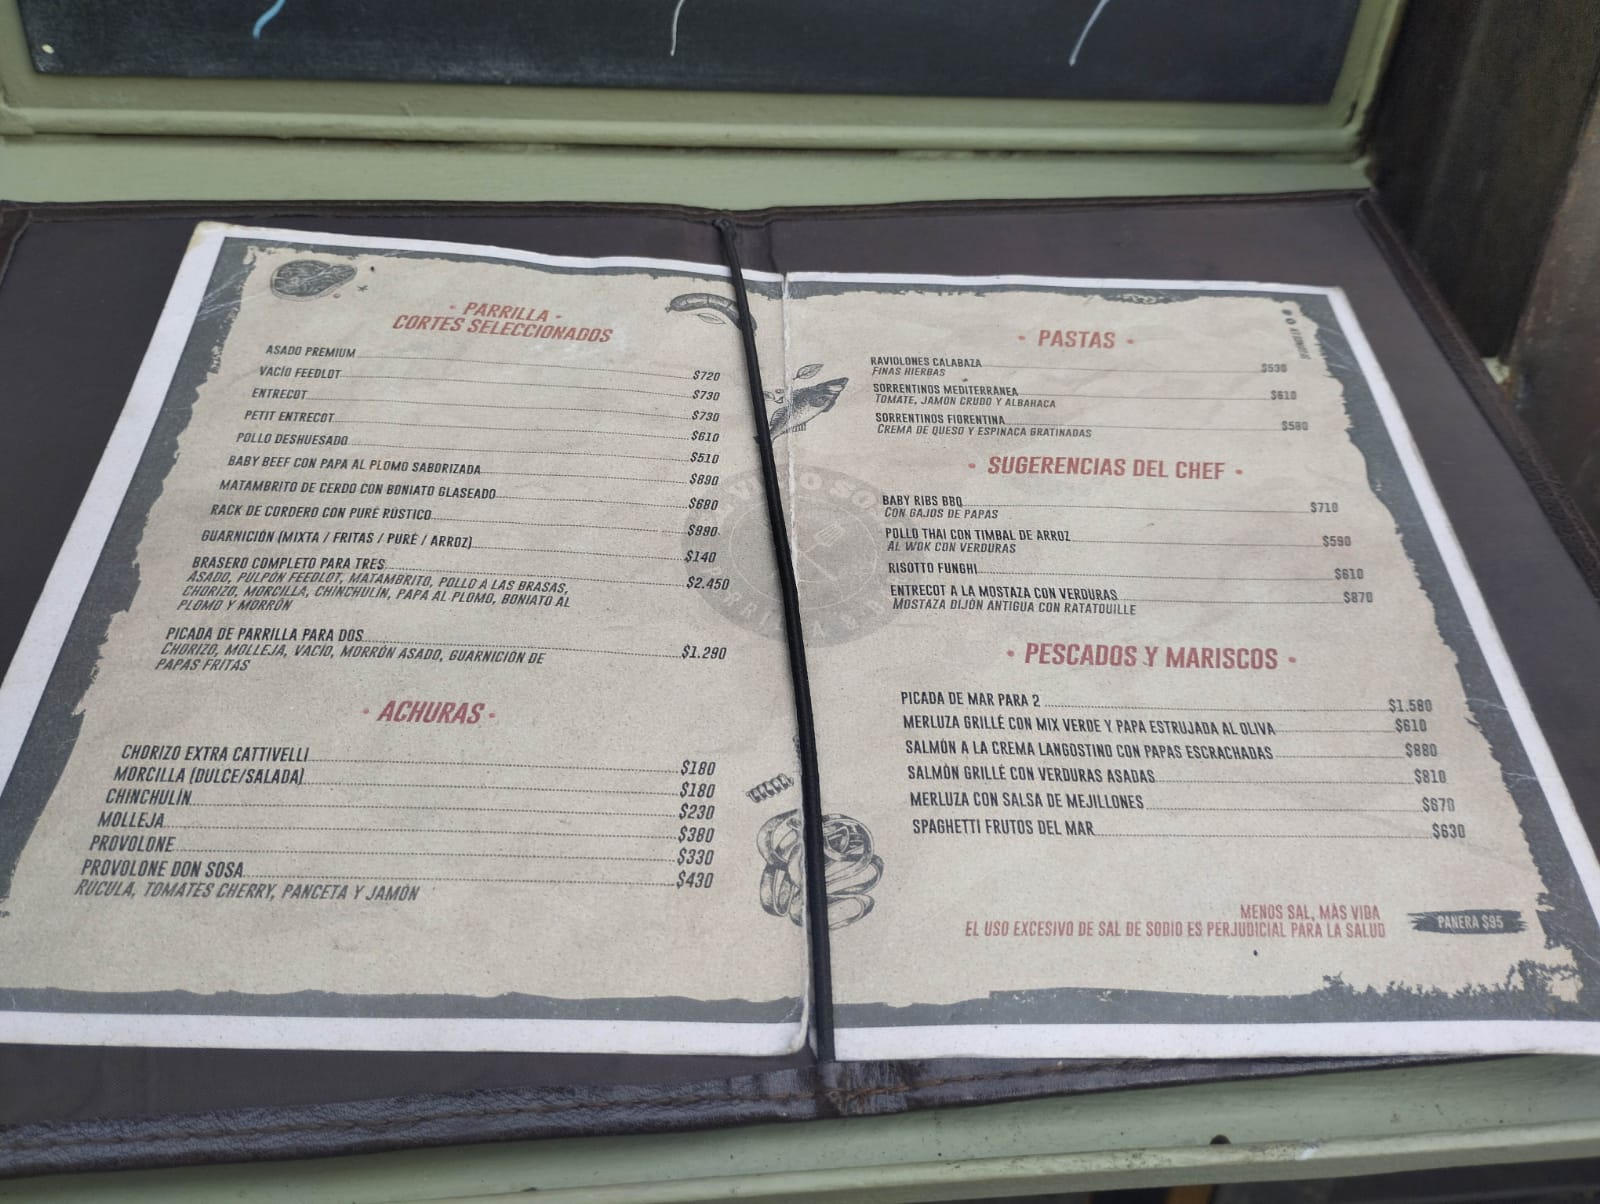 · PARRILLA ·
CORTES SELECCIONADOS
ASADO PREMIUM $720
VACÍO FEEDLOT $730
ENTRECOT $730
PETIT ENTRECOT $610
POLLO DESHUESADO $510
BABY BEEF CON PAPA AL PLOMO SABORIZADA $890
MATAMBRITO DE CERDO CON BONIATO GLASEADO $680
RACK DE CORDERO CON PURÉ RÚSTICO $990
GUARNICIÓN (MIXTA / FRITAS / PURÉ / ARROZ) $140
BRASERO COMPLETO PARA TRES $2.450
ASADO, PULPÓN FEEDLOT, MATAMBRITO, POLLO A LAS BRASAS,
CHORIZO, MORCILLA, CHINCHULÍN, PAPA AL PLOMO, BONIATO AL
PLOMO Y MORRÓN
PICADA DE PARRILLA PARA DOS $1.290
CHORIZO, MOLLEJA, VACÍO, MORRÓN ASADO, GUARNICIÓN DE
PAPAS FRITAS
· ACHURAS ·
CHORIZO EXTRA CATTIVELLI $180
MORCILLA (DULCE/SALADA) $180
CHINCHULÍN $230
MOLLEJA $380
PROVOLONE $330
PROVOLONE DON SOSA $430
RUCULA, TOMATES CHERRY, PANCETA Y JAMÓN
· PASTAS ·
RAVIOLONES CALABAZA $530
FINAS HIERBAS
SORRENTINOS MEDITERRÁNEA $610
TOMATE, JAMÓN CRUDO Y ALBAHACA
SORRENTINOS FIORENTINA $580
CREMA DE QUESO Y ESPINACA GRATINADAS
· SUGERENCIAS DEL CHEF ·
BABY RIBS BBQ $710
CON GAJOS DE PAPAS
POLLO THAI CON TIMBAL DE ARROZ $590
AL WOK CON VERDURAS
RISOTTO FUNGHI $610
ENTRECOT A LA MOSTAZA CON VERDURAS $870
MOSTAZA DIJÓN ANTIGUA CON RATATOUILLE
· PESCADOS Y MARISCOS ·
PICADA DE MAR PARA 2 $1.580
MERLUZA GRILLÉ CON MIX VERDE Y PAPA ESTRUJADA AL OLIVA $610
SALMÓN A LA CREMA LANGOSTINO CON PAPAS ESCRACHADAS $880
SALMÓN GRILLÉ CON VERDURAS ASADAS $810
MERLUZA CON SALSA DE MEJILLONES $670
SPAGHETTI FRUTOS DEL MAR $630
MENOS SAL, MÁS VIDA
EL USO EXCESIVO DE SAL DE SODIO ES PERJUDICIAL PARA LA SALUD
PANERA $95